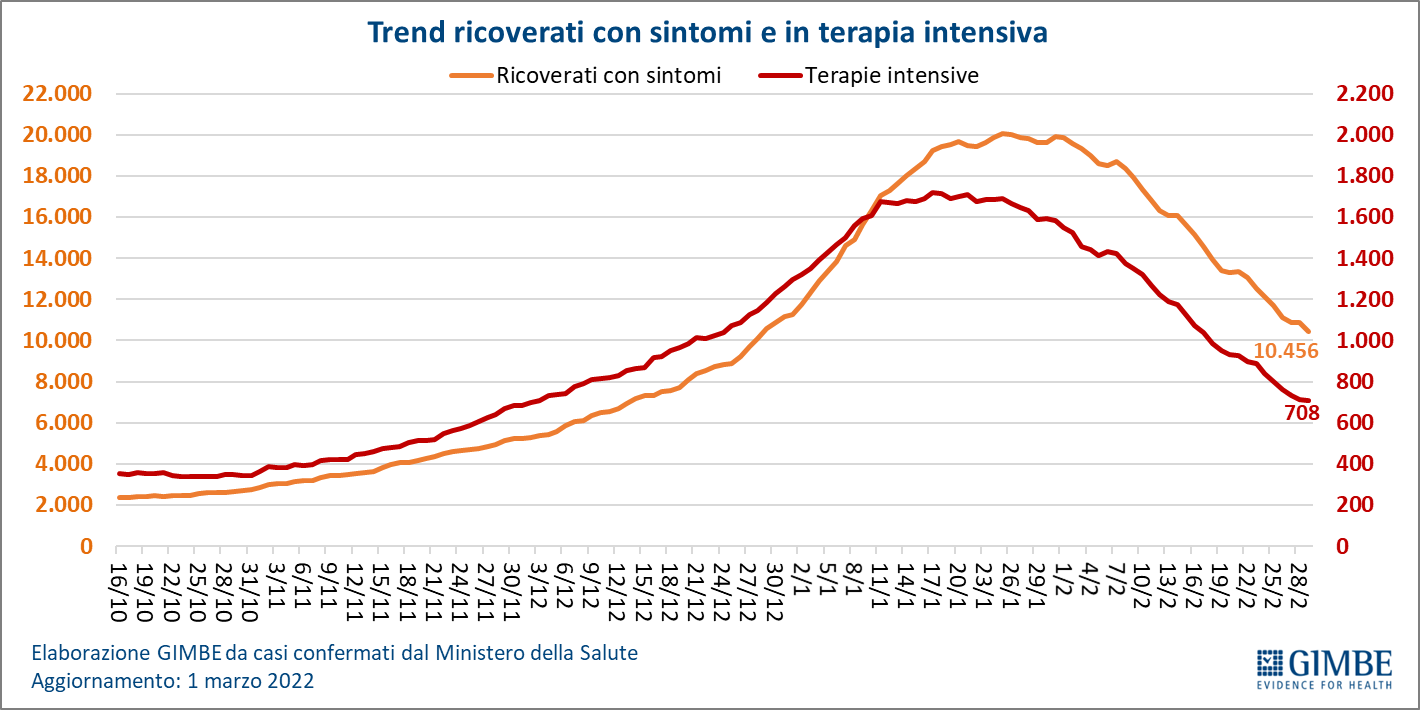 Trend ricoverati con sintomi e in terapia intensiva
Ricoverati con sintomi Terapie intensive
22.000 2.200
20.000 2.000
18.000 1.800
16.000 1.600
14.000 1.400
12.000 1.200
10.000 1.000
10.456
8.000 800
708
6.000 600
4.000 400
2.000 200
0 0
16/10 19/10 22/10 25/10 28/10 31/10 3/11 6/11 9/11 12/11 15/11 18/11 21/11 24/11 27/11 30/11 3/12 6/12 9/12 12/12 15/12 18/12 21/12 24/12 27/12 30/12 2/1 5/1 8/1 11/1 14/1 17/1 20/1 23/1 26/1 29/1 1/2 4/2 7/2 10/2 13/2 16/2 19/2 22/2 25/2 28/2
Elaborazione GIMBE da casi confermati dal Ministero della Salute
Aggiornamento: 1 marzo 2022
GIMBE
EVIDENCE FOR HEALTH